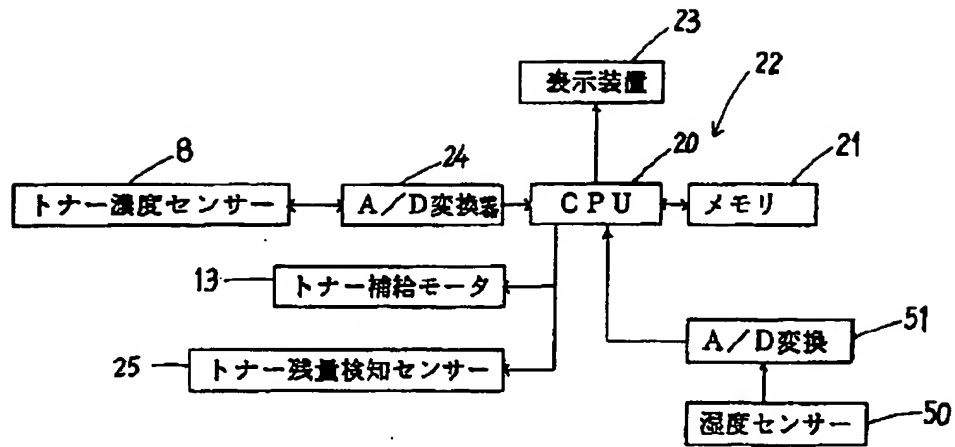 23
表示装置
22
8
24
20
21
トナー濃度センサー
A/D変換器
CPU
メモリ
13
トナー補給モータ
51
A/D変換
25
トナー残量検知センサー
50
湿度センサー